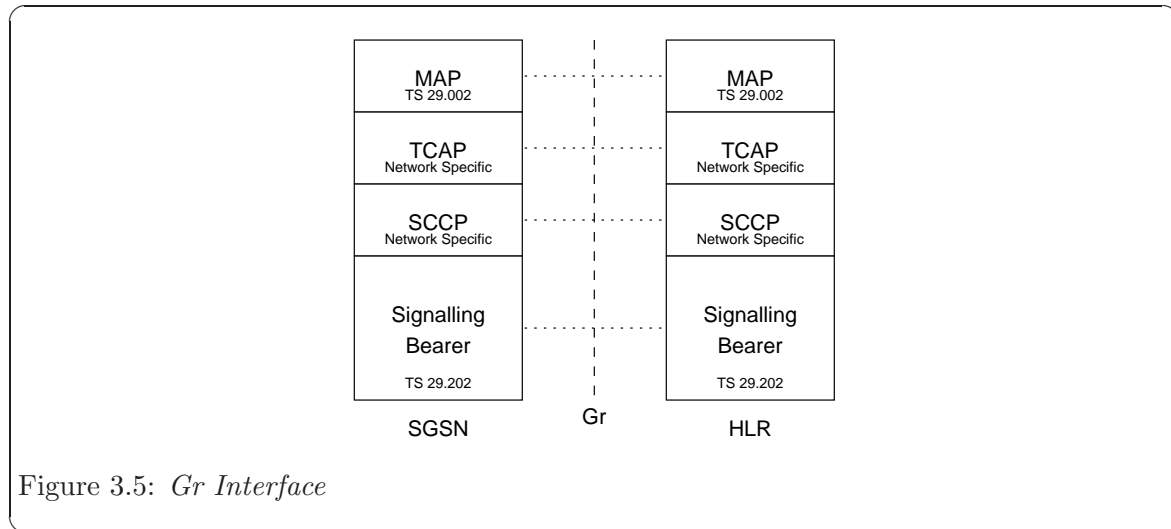 MAP
TS 29.002
TCAP
Network Specific
SCCP
Network Specific
Signalling
Bearer
TS 29.202
SGSN
Gr
MAP
TS 29.002
TCAP
Network Specific
SCCP
Network Specific
Signalling
Bearer
TS 29.202
HLR
Figure 3.5: Gr Interface